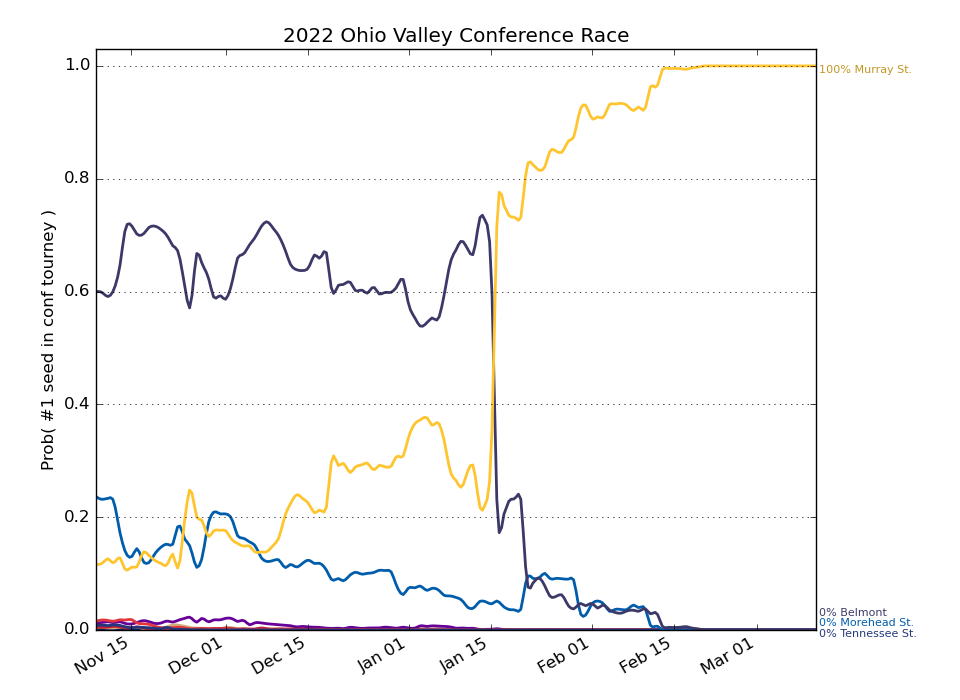 2022 Ohio Valley Conference Race
Prob( #1 seed in conf tourney )
1.0
0.8
0.6
0.4
0.2
0.0
Nov 15
Dec 01
Dec 15
Jan 01
Jan 15
Feb 01
Feb 15
Mar 01
100% Murray St.
0% Belmont
0% Morehead St.
0% Tennessee St.